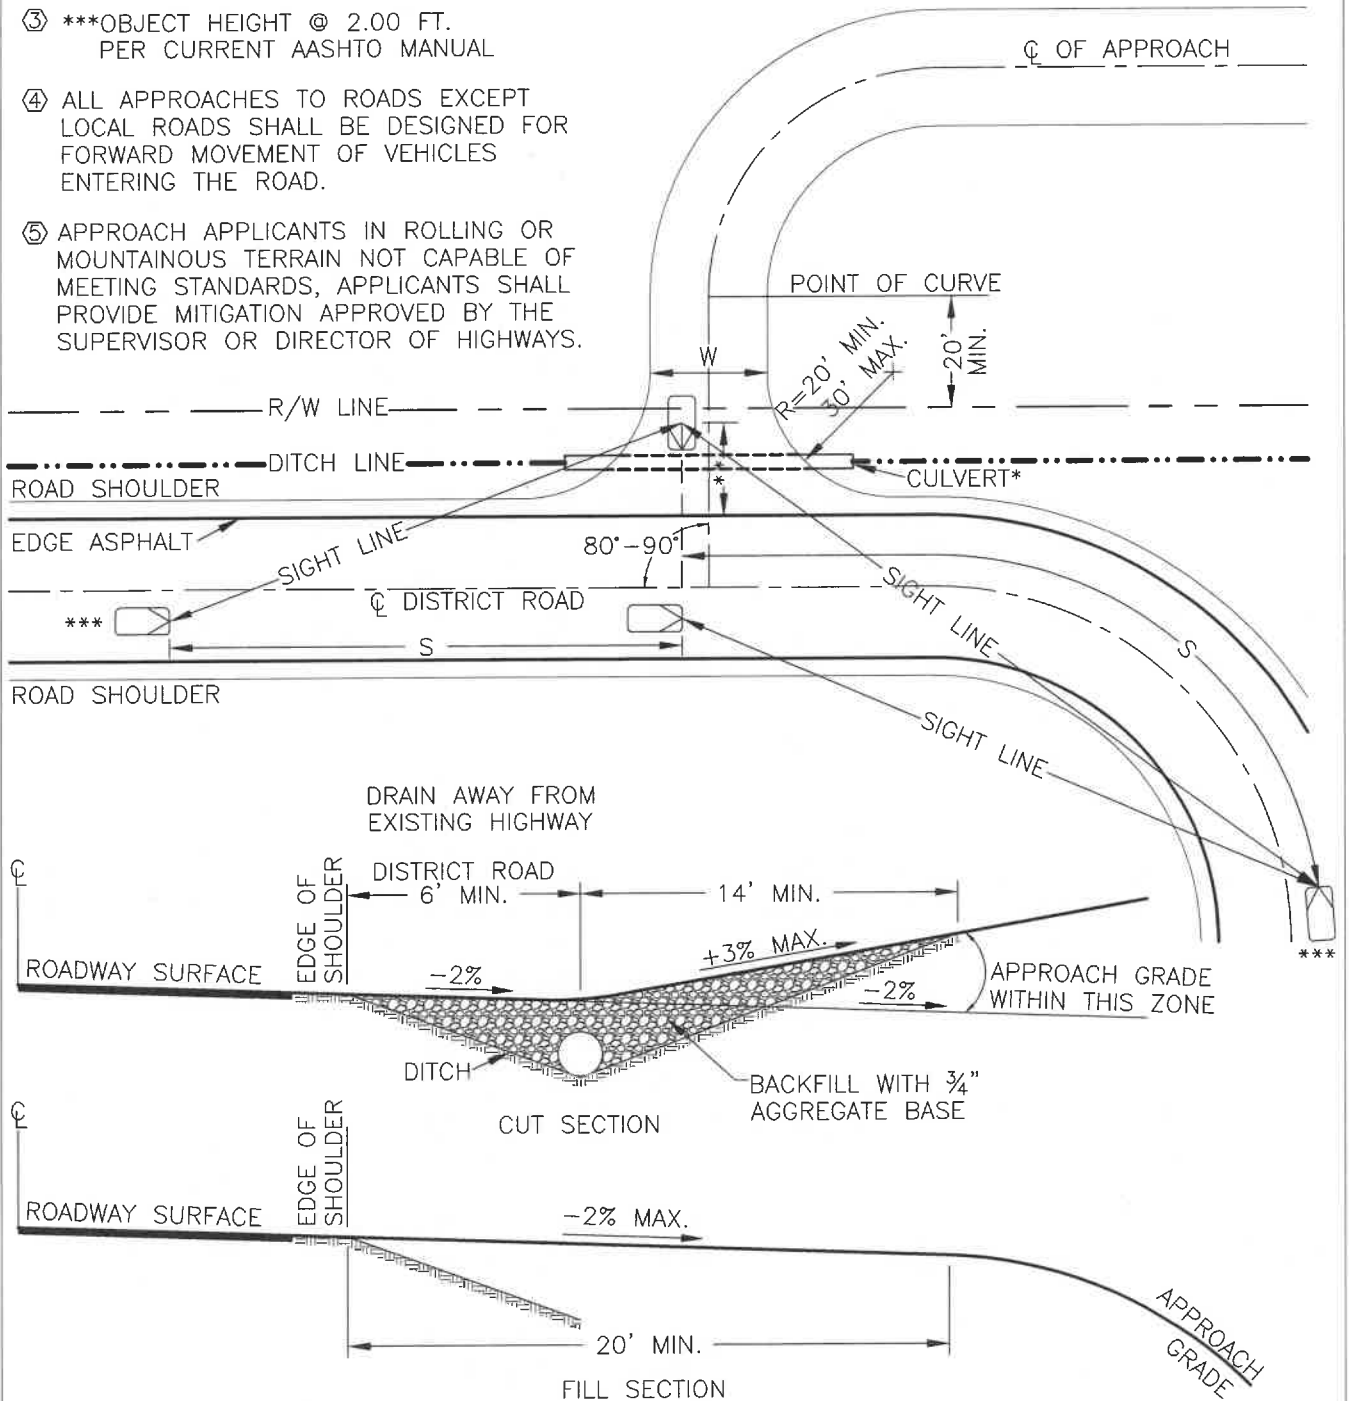 ③ ***OBJECT HEIGHT @ 2.00 FT.
PER CURRENT AASHTO MANUAL
④ ALL APPROACHES TO ROADS EXCEPT
LOCAL ROADS SHALL BE DESIGNED FOR
FORWARD MOVEMENT OF VEHICLES
ENTERING THE ROAD.
⑤ APPROACH APPLICANTS IN ROLLING OR
MOUNTAINOUS TERRAIN NOT CAPABLE OF
MEETING STANDARDS, APPLICANTS SHALL
PROVIDE MITIGATION APPROVED BY THE
SUPERVISOR OR DIRECTOR OF HIGHWAYS.
℄ OF APPROACH
POINT OF CURVE
20'
MIN.
W
R=20' MIN.
30' MAX.
R/W LINE
DITCH LINE
**
CULVERT*
ROAD SHOULDER
EDGE ASPHALT
SIGHT LINE
80°-90°
SIGHT LINE
℄ DISTRICT ROAD
***
S
S
ROAD SHOULDER
SIGHT LINE
***
DRAIN AWAY FROM
EXISTING HIGHWAY
℄
EDGE OF
SHOULDER
DISTRICT ROAD
6' MIN.
14' MIN.
ROADWAY SURFACE
-2%
+3% MAX.
-2%
APPROACH GRADE
WITHIN THIS ZONE
DITCH
BACKFILL WITH ¾"
AGGREGATE BASE
CUT SECTION
℄
EDGE OF
SHOULDER
ROADWAY SURFACE
-2% MAX.
20' MIN.
APPROACH
GRADE
FILL SECTION